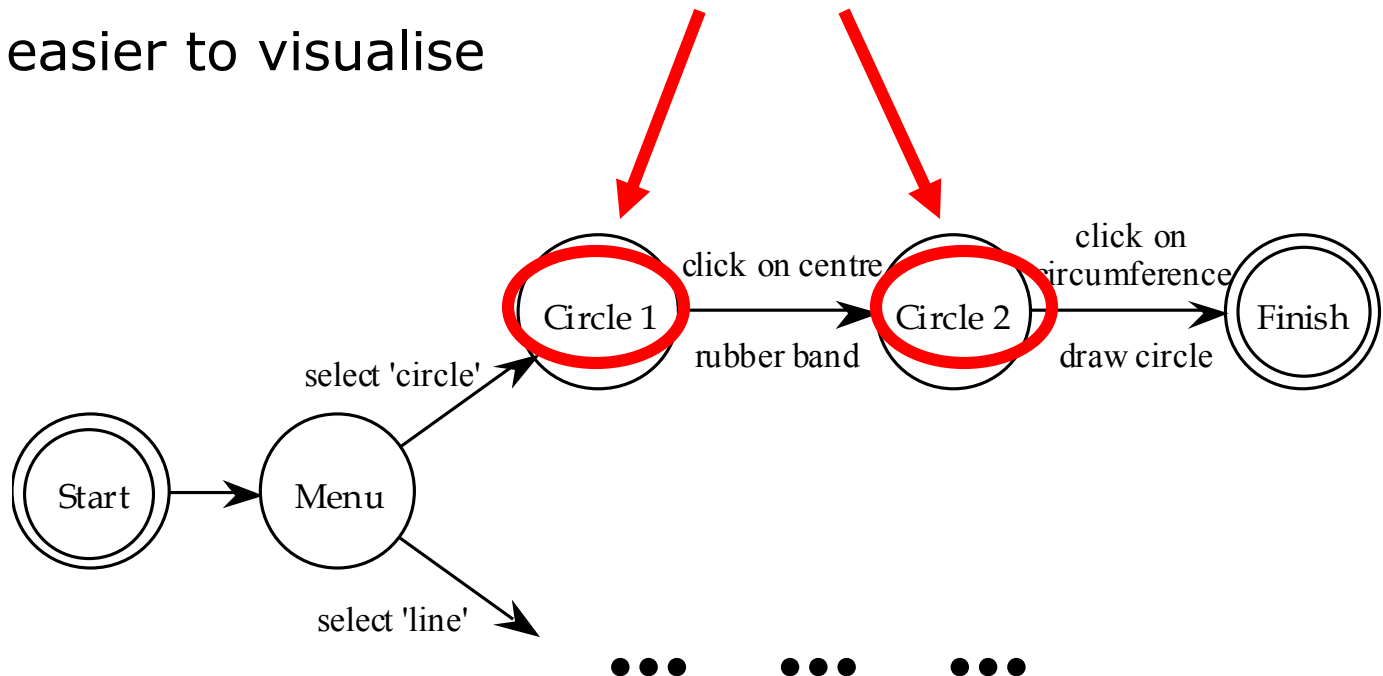 easier to visualise
click on
circumference
click on centre
Circle 1
Circle 2
Finish
rubber band
draw circle
select 'circle'
Start
Menu
select 'line'
••• ••• •••